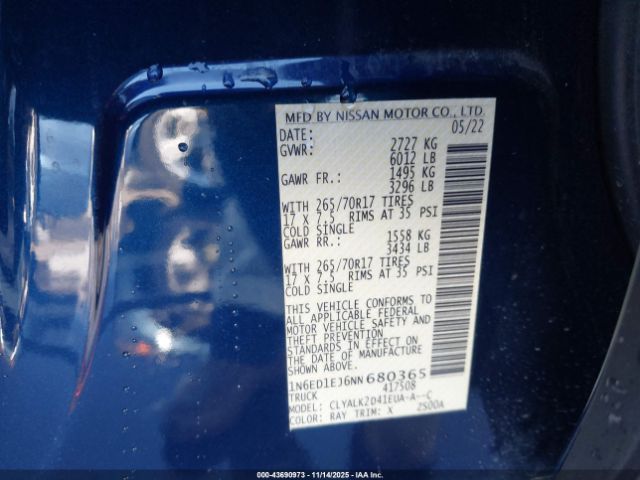 MFD BY NISSAN MOTOR CO., LTD.
DATE: 05/22
GVWR: 2727 KG
6012 LB
GAWR FR.: 1495 KG
3296 LB
WITH 265/70R17 TIRES
17 X 7.5 RIMS AT 35 PSI
COLD SINGLE
GAWR RR.: 1558 KG
3434 LB
WITH 265/70R17 TIRES
17 X 7.5 RIMS AT 35 PSI
COLD SINGLE
THIS VEHICLE CONFORMS TO
ALL APPLICABLE FEDERAL
MOTOR VEHICLE SAFETY AND
THEFT PREVENTION
STANDARDS IN EFFECT ON
THE DATE OF MANUFACTURE
SHOWN ABOVE.
1N6ED1EJ6NN680365
TRUCK 417508
MODEL: CLYALK2D41EUA-A--C
COLOR: RAY TRIM: X 2S00A
000-43690973 - 11/14/2025 - IAAI.COM